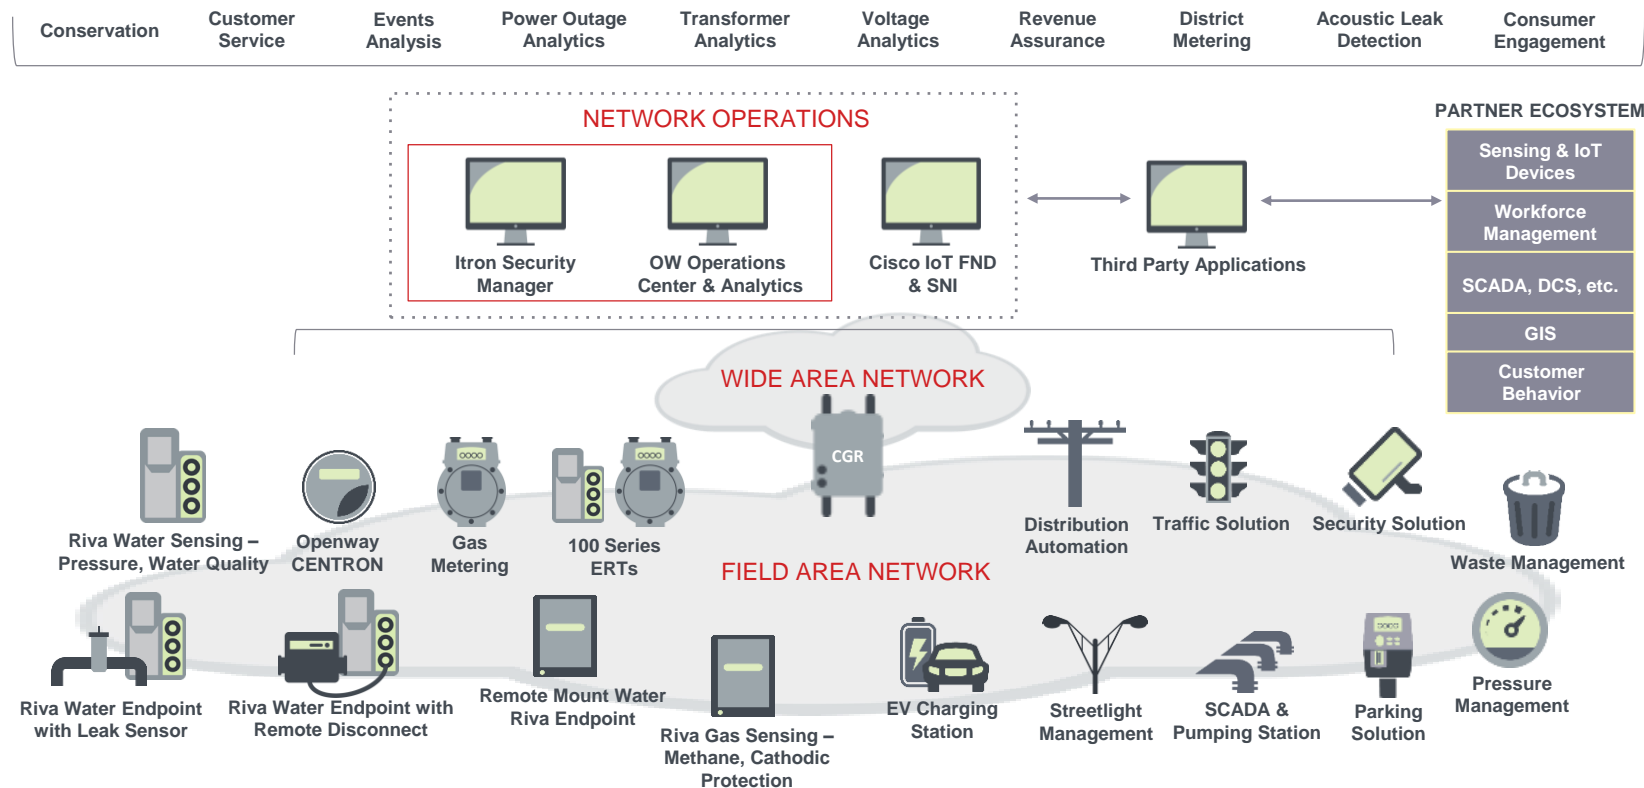 Conservation
Customer
Service
Events
Analysis
Power Outage
Analytics
Transformer
Analytics
Voltage
Analytics
Revenue
Assurance
District
Metering
Acoustic Leak
Detection
Consumer
Engagement
NETWORK OPERATIONS
Itron Security
Manager
OW Operations
Center & Analytics
Cisco IoT FND
& SNI
Third Party Applications
PARTNER ECOSYSTEM
Sensing & IoT
Devices
Workforce
Management
SCADA, DCS, etc.
GIS
Customer
Behavior
WIDE AREA NETWORK
CGR
Riva Water Sensing –
Pressure, Water Quality
Openway
CENTRON
Gas
Metering
100 Series
ERTs
Distribution
Automation
Traffic Solution
Security Solution
Waste Management
FIELD AREA NETWORK
Riva Water Endpoint
with Leak Sensor
Riva Water Endpoint with
Remote Disconnect
Remote Mount Water
Riva Endpoint
Riva Gas Sensing –
Methane, Cathodic
Protection
EV Charging
Station
Streetlight
Management
SCADA &
Pumping Station
Parking
Solution
Pressure
Management